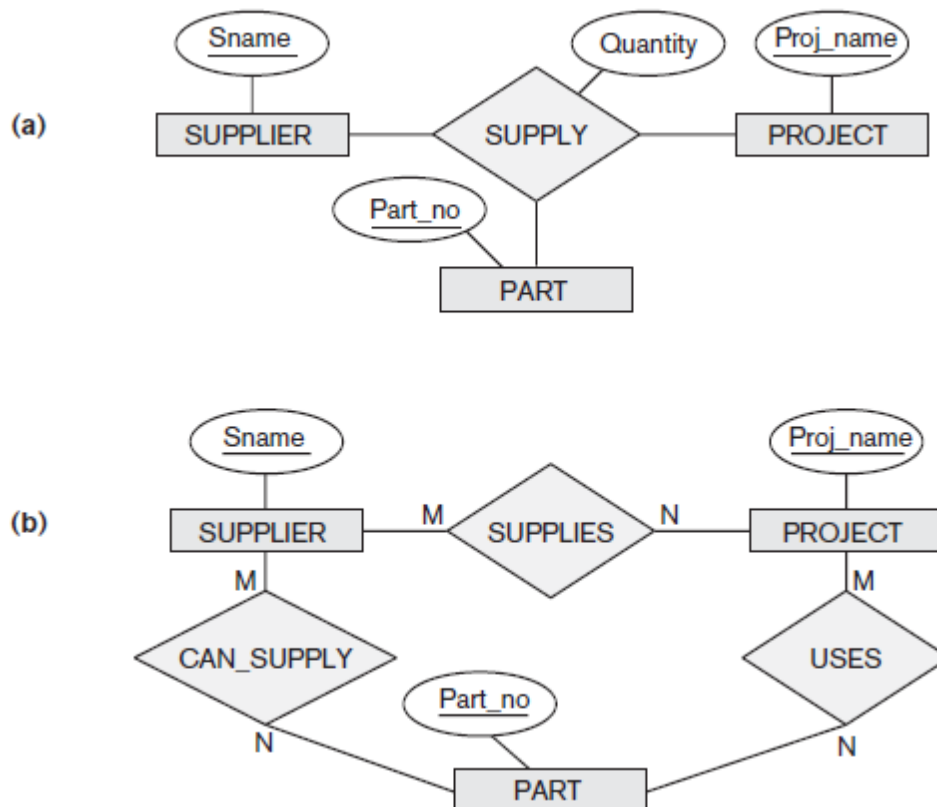 Sname
Quantity
Proj_name
(a)
SUPPLIER
SUPPLY
PROJECT
Part_no
PART
Sname
Proj_name
(b)
SUPPLIER
M
SUPPLIES
N
PROJECT
M
M
CAN_SUPPLY
USES
Part_no
N
N
PART